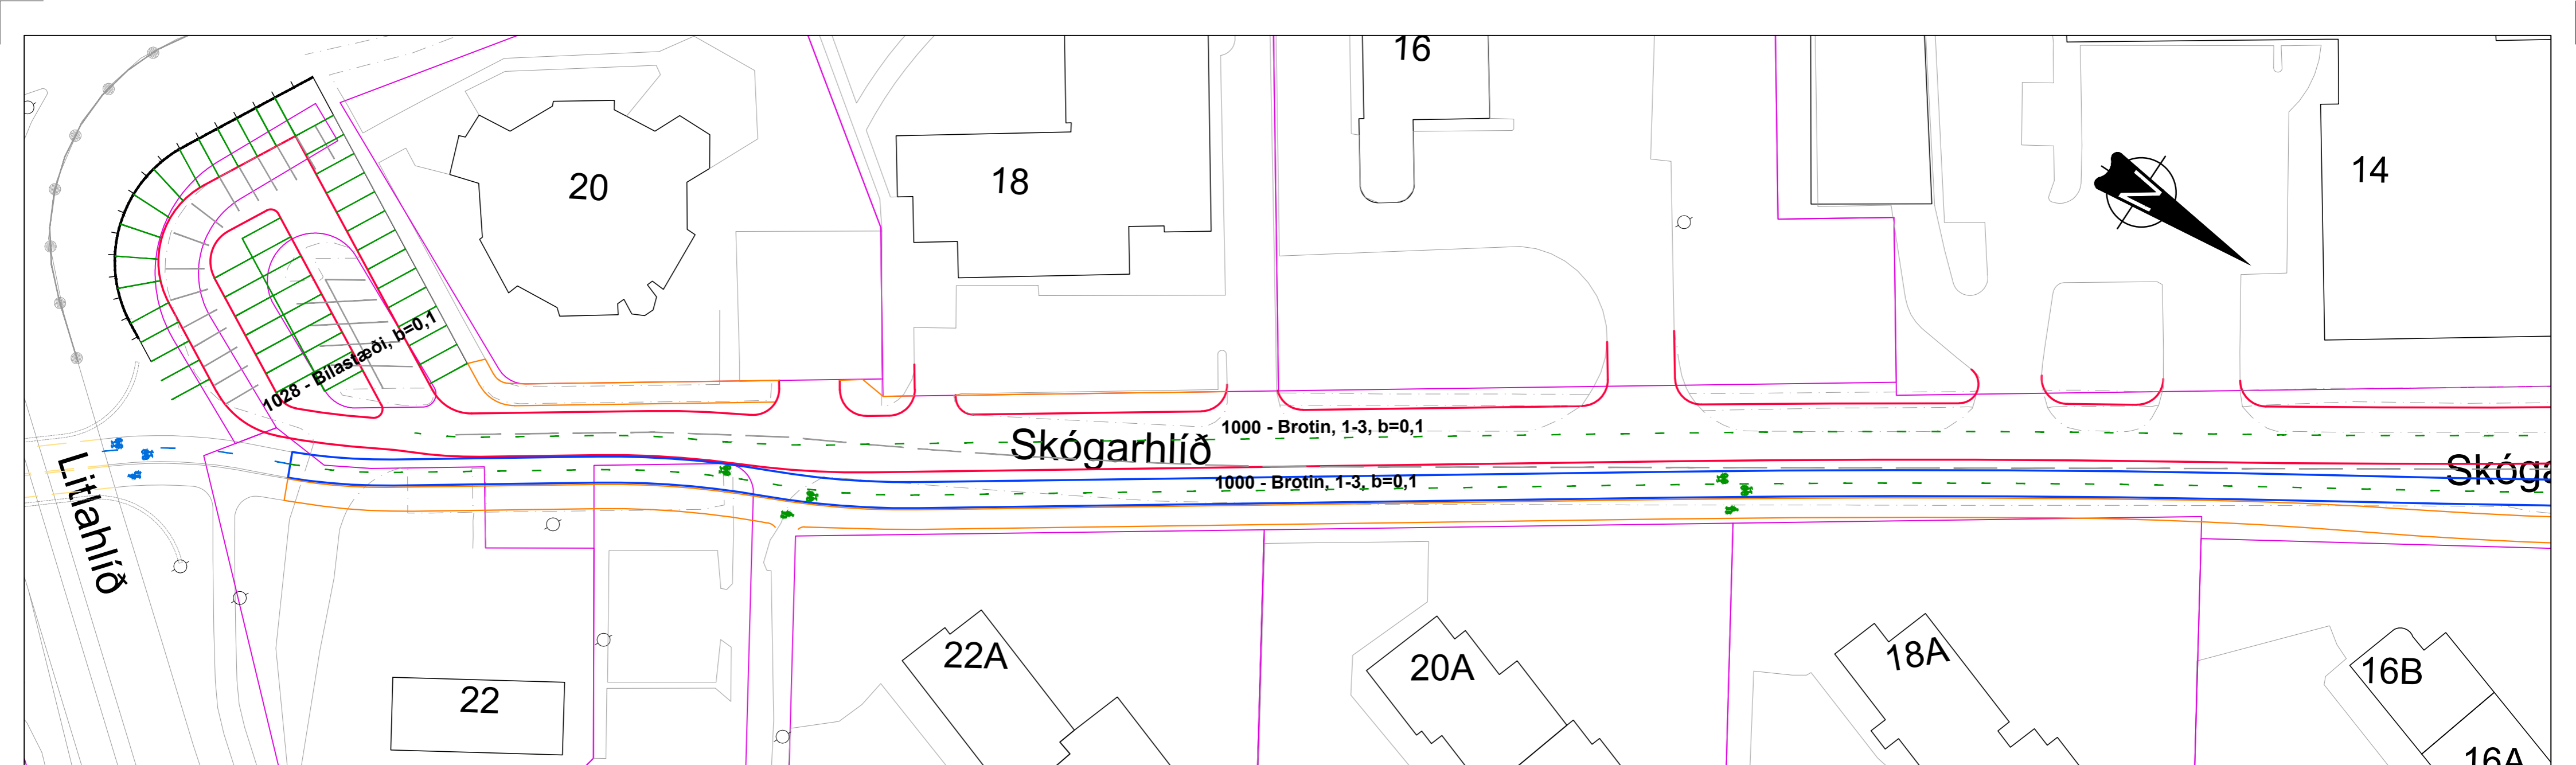 16
20
18
14
N
1028 - Bílastæði, b=0,1
1000 - Brotin, 1-3, b=0,1
Skógarhlíð
1000 - Brotin, 1-3, b=0,1
Skóga
Litlahlíð
22
22A
20A
18A
16B
16A